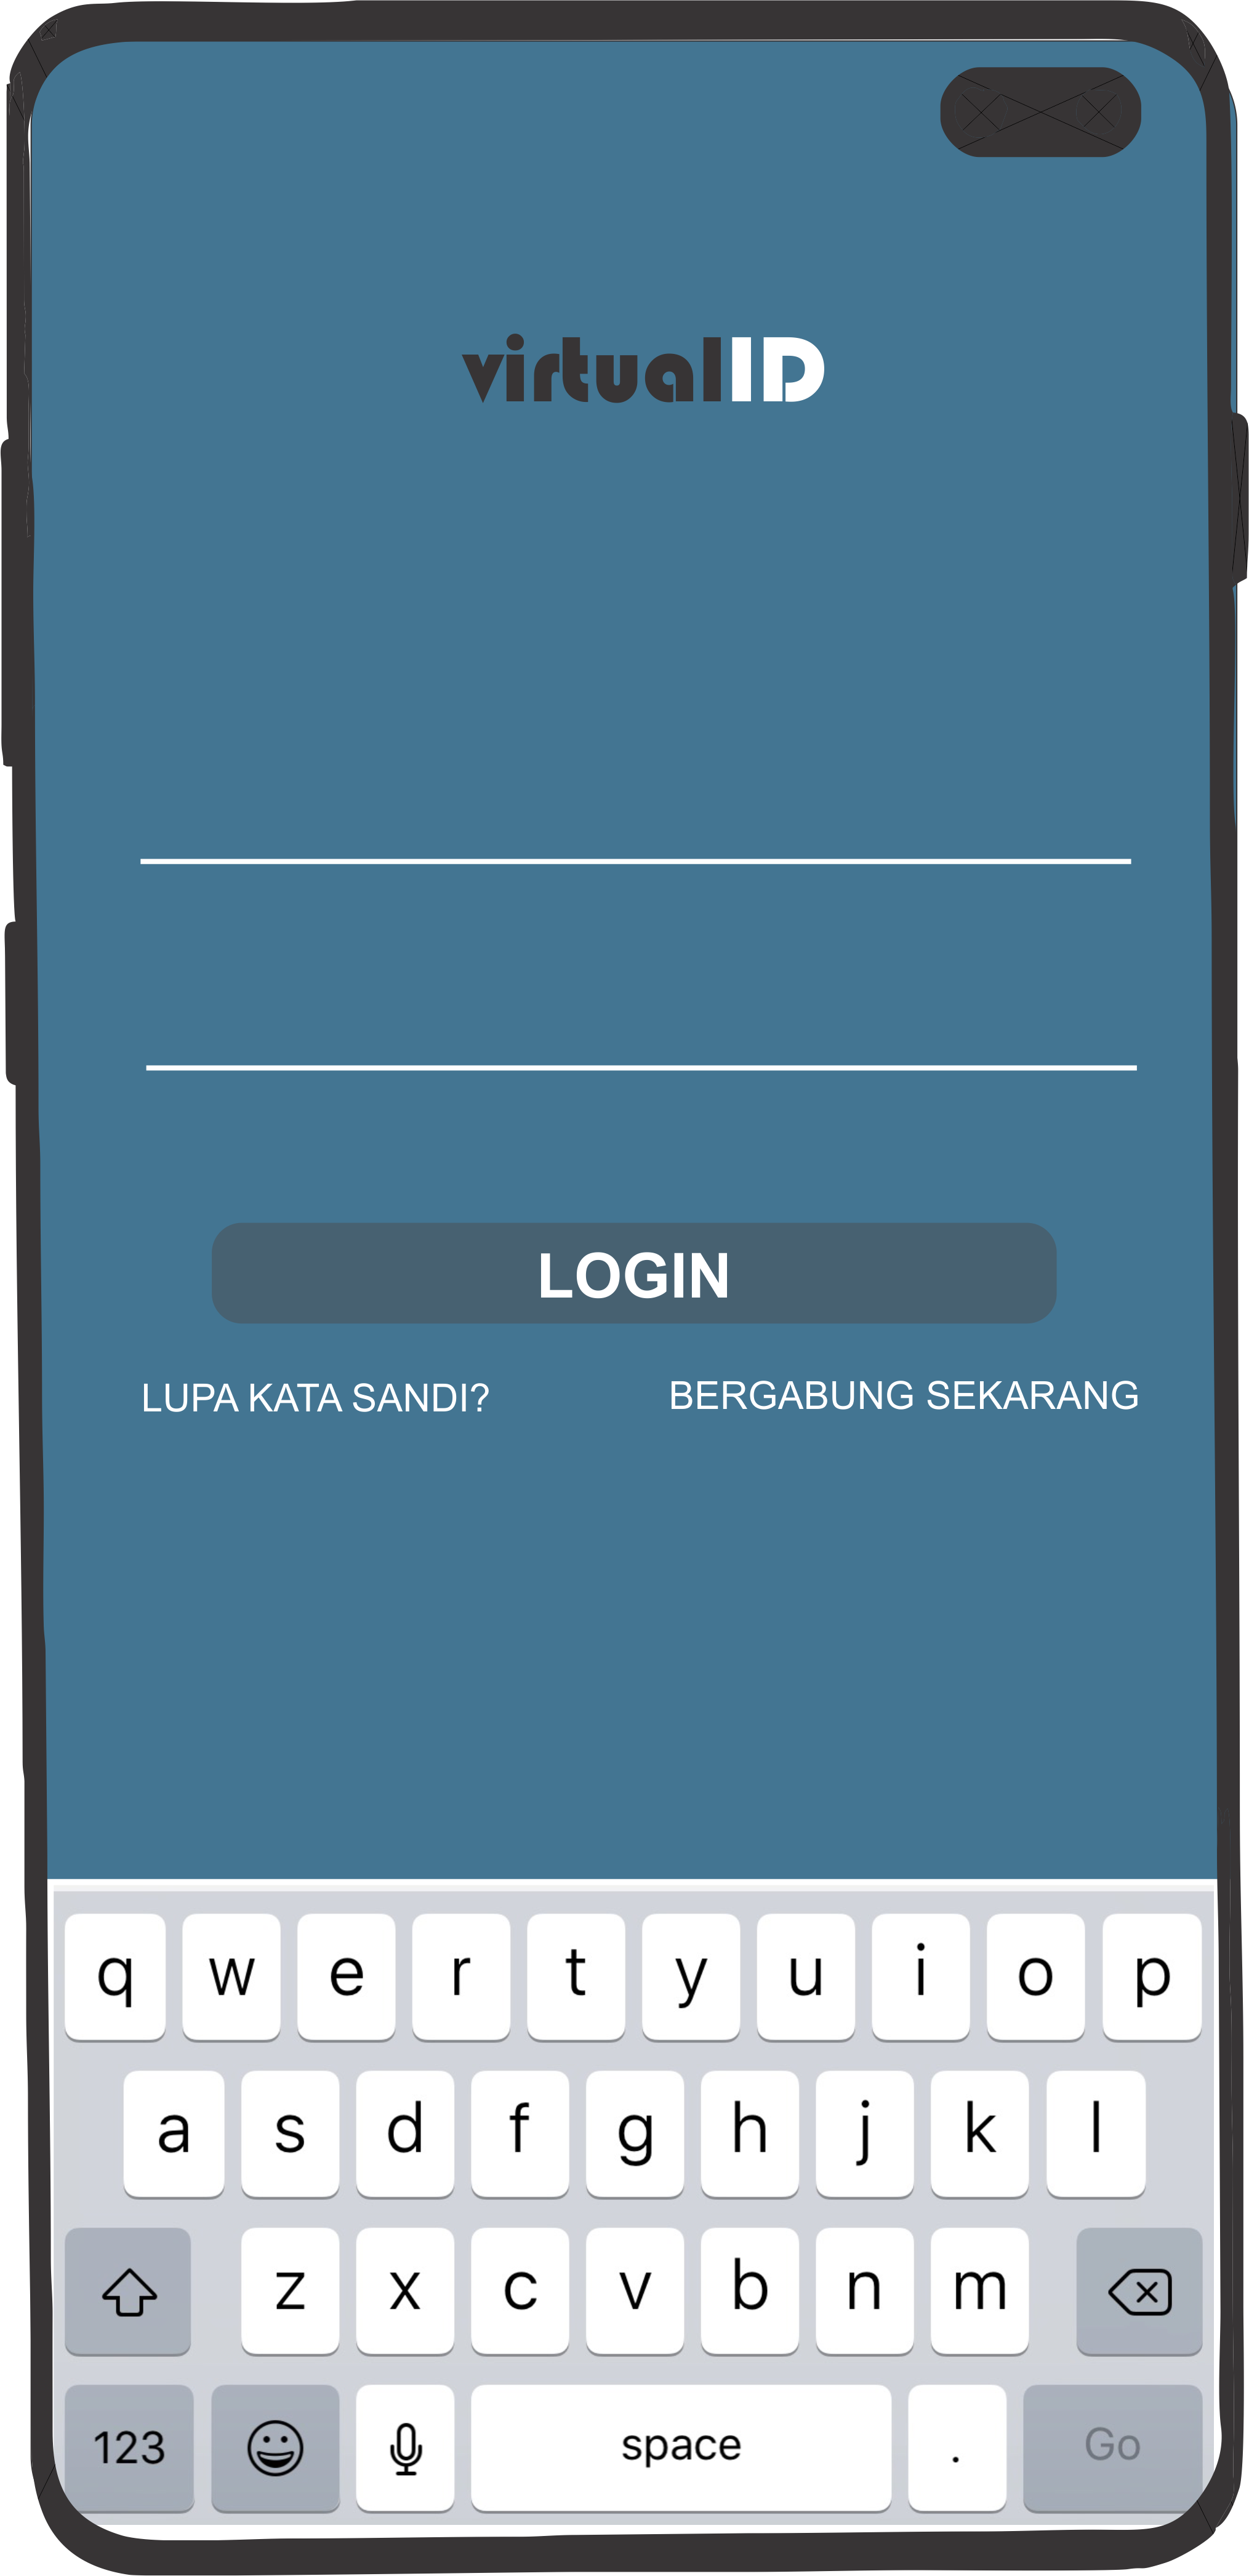 virtualID
LOGIN
LUPA KATA SANDI? BERGABUNG SEKARANG
q w e r t y u i o p
a s d f g h j k l
z x c v b n m
123 space . Go